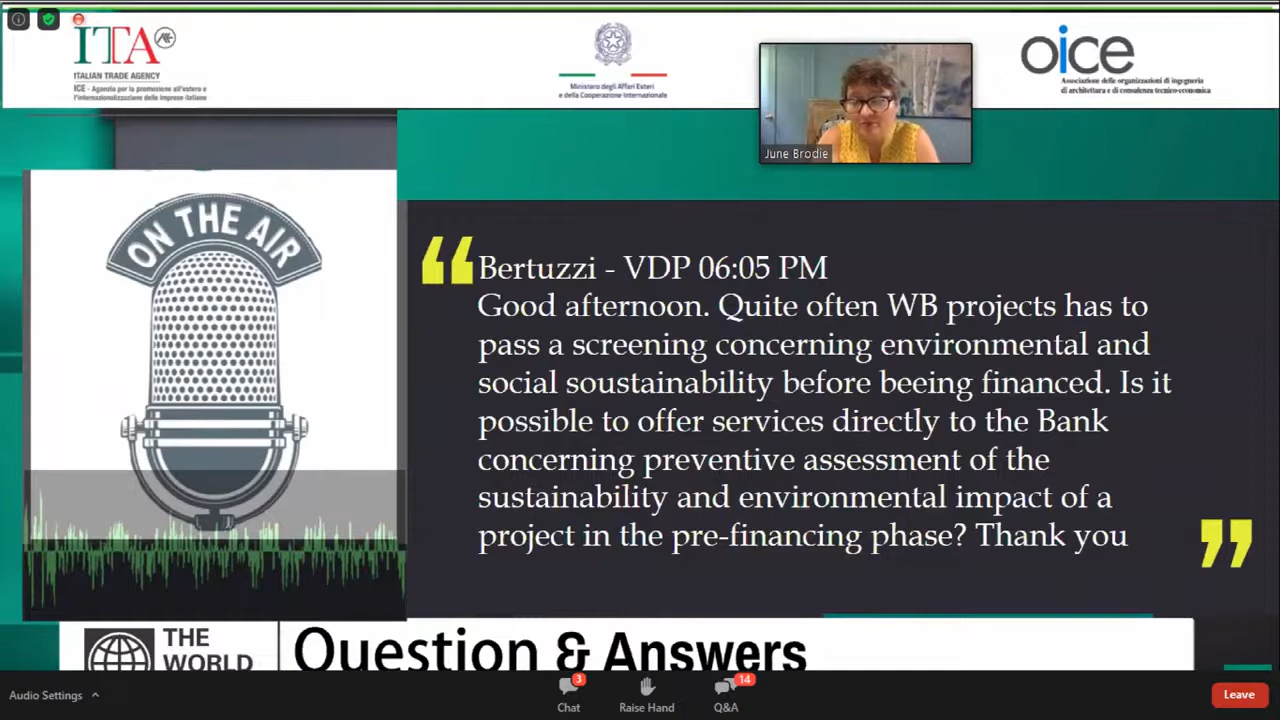 ITA
ITALIAN TRADE AGENCY
ICE - Agenzia per la promozione all'estero e
l'internazionalizzazione delle imprese italiane
Ministero degli Affari Esteri
e della Cooperazione Internazionale
oice
Associazione delle organizzazioni di ingegneria
di architettura e di consulenza tecnico-economica
June Brodie
ON THE AIR
“Bertuzzi - VDP 06:05 PM
Good afternoon. Quite often WB projects has to
pass a screening concerning environmental and
social soustainability before beeing financed. Is it
possible to offer services directly to the Bank
concerning preventive assessment of the
sustainability and environmental impact of a
project in the pre-financing phase? Thank you”
THE
WORLD
Question & Answers
Audio Settings
3
Chat
Raise Hand
14
Q&A
Leave